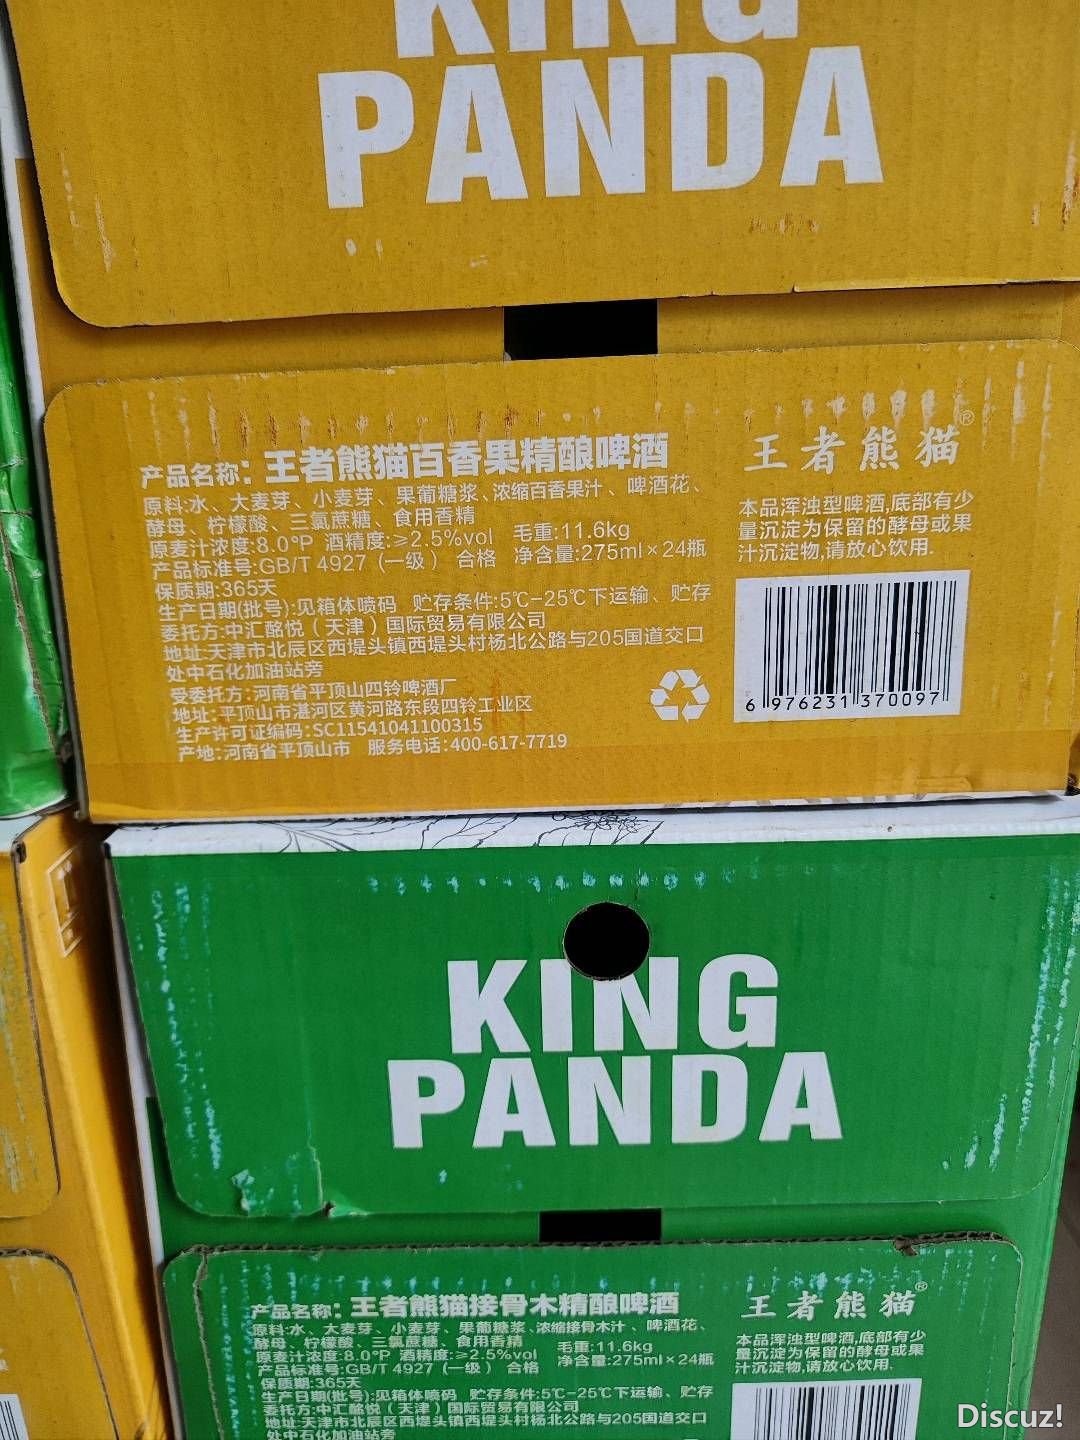 KING
PANDA
产品名称：王者熊猫百香果精酿啤酒
原料:水、大麦芽、小麦芽、果葡糖浆、浓缩百香果汁、啤酒花、
酵母、柠檬酸、三氯蔗糖、食用香精
原麦汁浓度:8.0°P 酒精度:≥2.5%vol 毛重:11.6kg
产品标准号:GB/T 4927 (一级) 合格 净含量:275ml×24瓶
保质期:365天
生产日期(批号):见箱体喷码 贮存条件:5℃-25℃下运输、贮存
委托方:中汇酩悦（天津）国际贸易有限公司
地址:天津市北辰区西堤头镇西堤头村杨北公路与205国道交口
处中石化加油站旁
受委托方:河南省平顶山四铃啤酒厂
地址:平顶山市湛河区黄河路东段四铃工业区
生产许可证编码:SC11541041100315
产地:河南省平顶山市 服务电话:400-617-7719
王者熊猫®
本品浑浊型啤酒,底部有少
量沉淀为保留的酵母或果
汁沉淀物,请放心饮用.
6 976231 370097
KING
PANDA
产品名称：王者熊猫接骨木精酿啤酒
原料:水、大麦芽、小麦芽、果葡糖浆、浓缩接骨木汁、啤酒花、
酵母、柠檬酸、三氯蔗糖、食用香精
原麦汁浓度:8.0°P 酒精度:≥2.5%vol 毛重:11.6kg
产品标准号:GB/T 4927 (一级) 合格 净含量:275ml×24瓶
保质期:365天
生产日期(批号):见箱体喷码 贮存条件:5℃-25℃下运输、贮存
委托方:中汇酩悦（天津）国际贸易有限公司
地址:天津市北辰区西堤头镇西堤头村杨北公路与205国道交口
处中石化加油站旁
王者熊猫®
本品浑浊型啤酒,底部有少
量沉淀为保留的酵母或果
汁沉淀物,请放心饮用.
Discuz!